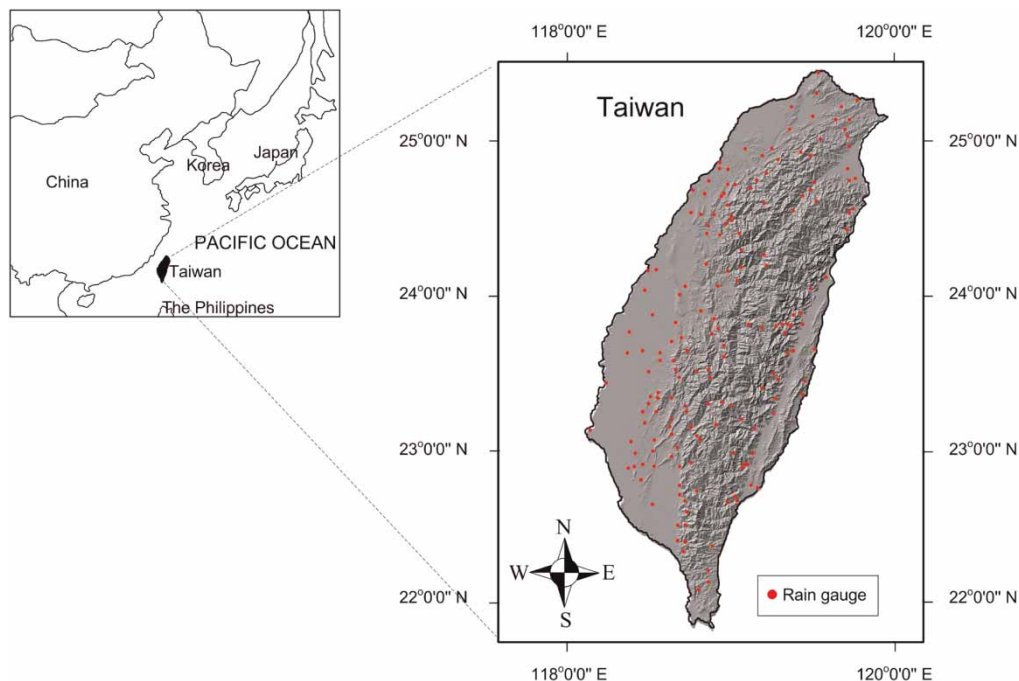 118°0'0" E
120°0'0" E
Taiwan
25°0'0" N
25°0'0" N
Japan
Korea
China
PACIFIC OCEAN
Taiwan
The Philippines
24°0'0" N
24°0'0" N
23°0'0" N
23°0'0" N
N
W
E
S
Rain gauge
22°0'0" N
22°0'0" N
118°0'0" E
120°0'0" E